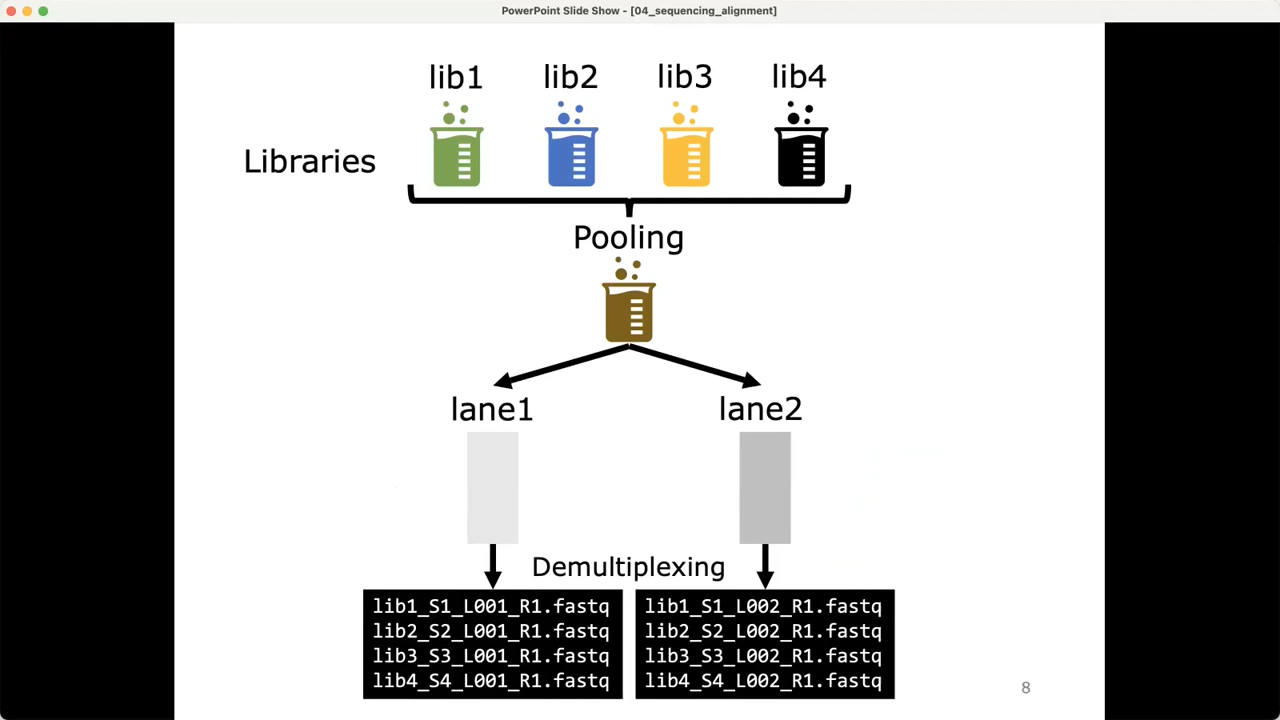 PowerPoint Slide Show - [04_sequencing_alignment]
lib1 lib2 lib3 lib4
Libraries
Pooling
lane1 lane2
Demultiplexing
lib1_S1_L001_R1.fastq
lib2_S2_L001_R1.fastq
lib3_S3_L001_R1.fastq
lib4_S4_L001_R1.fastq
lib1_S1_L002_R1.fastq
lib2_S2_L002_R1.fastq
lib3_S3_L002_R1.fastq
lib4_S4_L002_R1.fastq
8